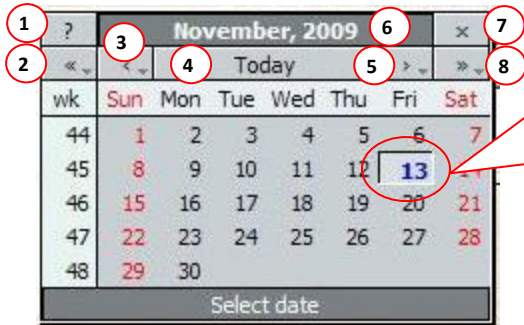 1 ? November, 2009 6 × 7
2 « 3 ‹ 4 Today 5 › » 8
wk Sun Mon Tue Wed Thu Fri Sat
44 1 2 3 4 5 6 7
45 8 9 10 11 12 13
46 15 16 17 18 19 20 21
47 22 23 24 25 26 27 28
48 29 30
Select date